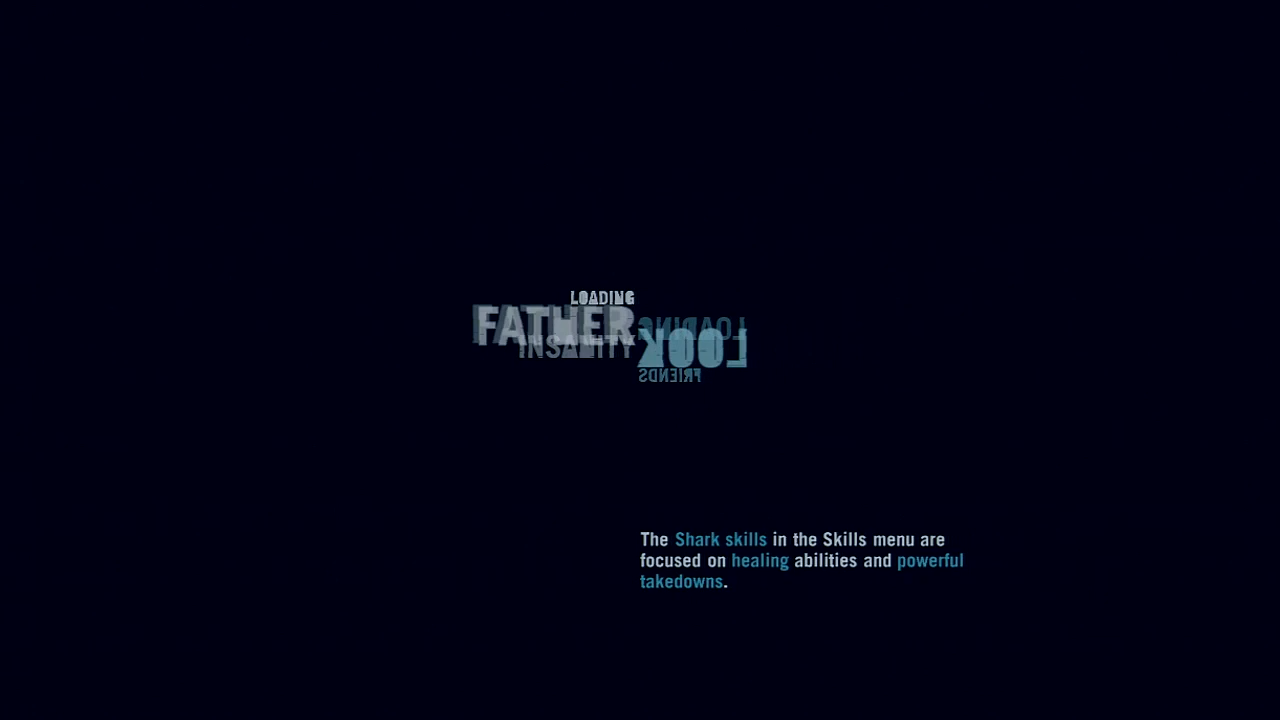 LOADING
FATHER
LOADING
INSANITY
LOOK
FRIENDS
The Shark skills in the Skills menu are
focused on healing abilities and powerful
takedowns.